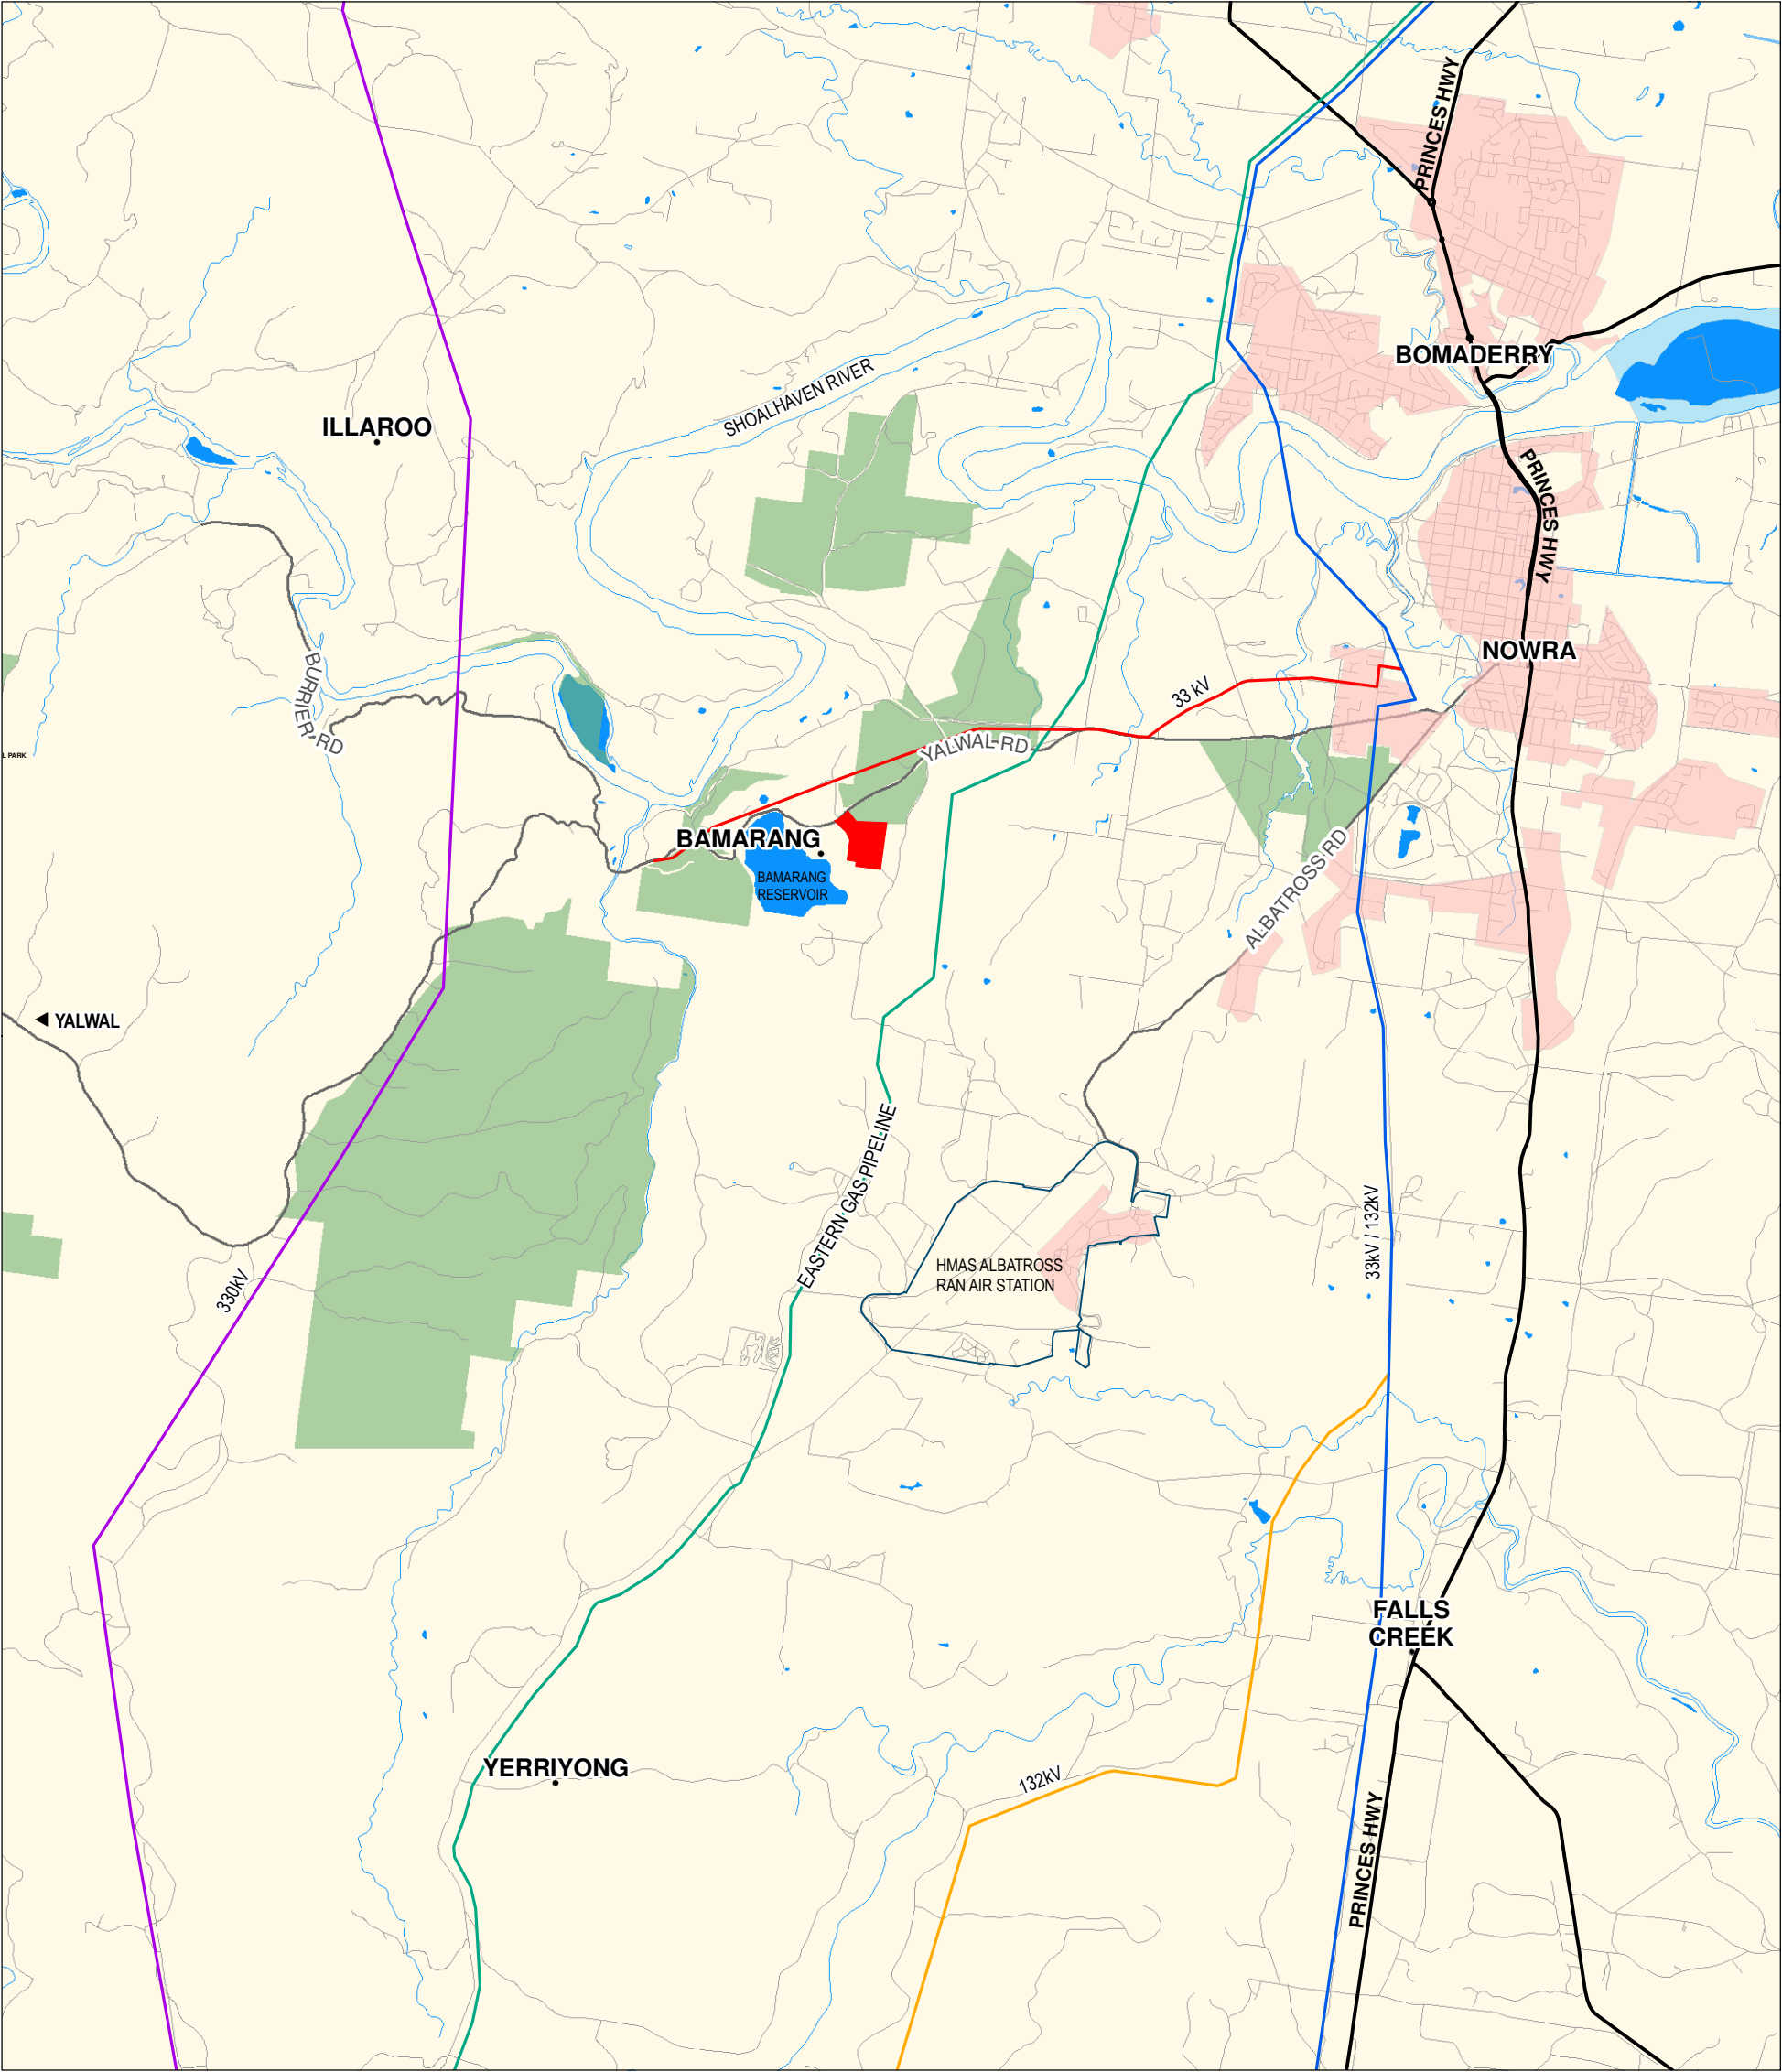 PRINCES HWY
BOMADERRY
SHOALHAVEN RIVER
ILLAROO
PRINCES HWY
NOWRA
BURRIER RD
33 kV
YALWAL RD
L PARK
BAMARANG
BAMARANG
RESERVOIR
ALBATROSS RD
YALWAL
EASTERN GAS PIPELINE
33kV / 132kV
HMAS ALBATROSS
RAN AIR STATION
330kV
FALLS
CREEK
YERRIYONG
132kV
PRINCES HWY